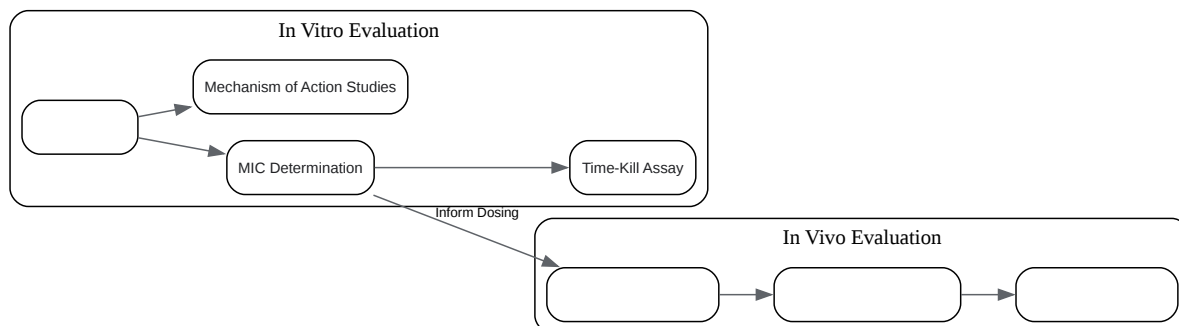 In Vitro Evaluation
Mechanism of Action Studies
MIC Determination
Time-Kill Assay
Inform Dosing
In Vivo Evaluation